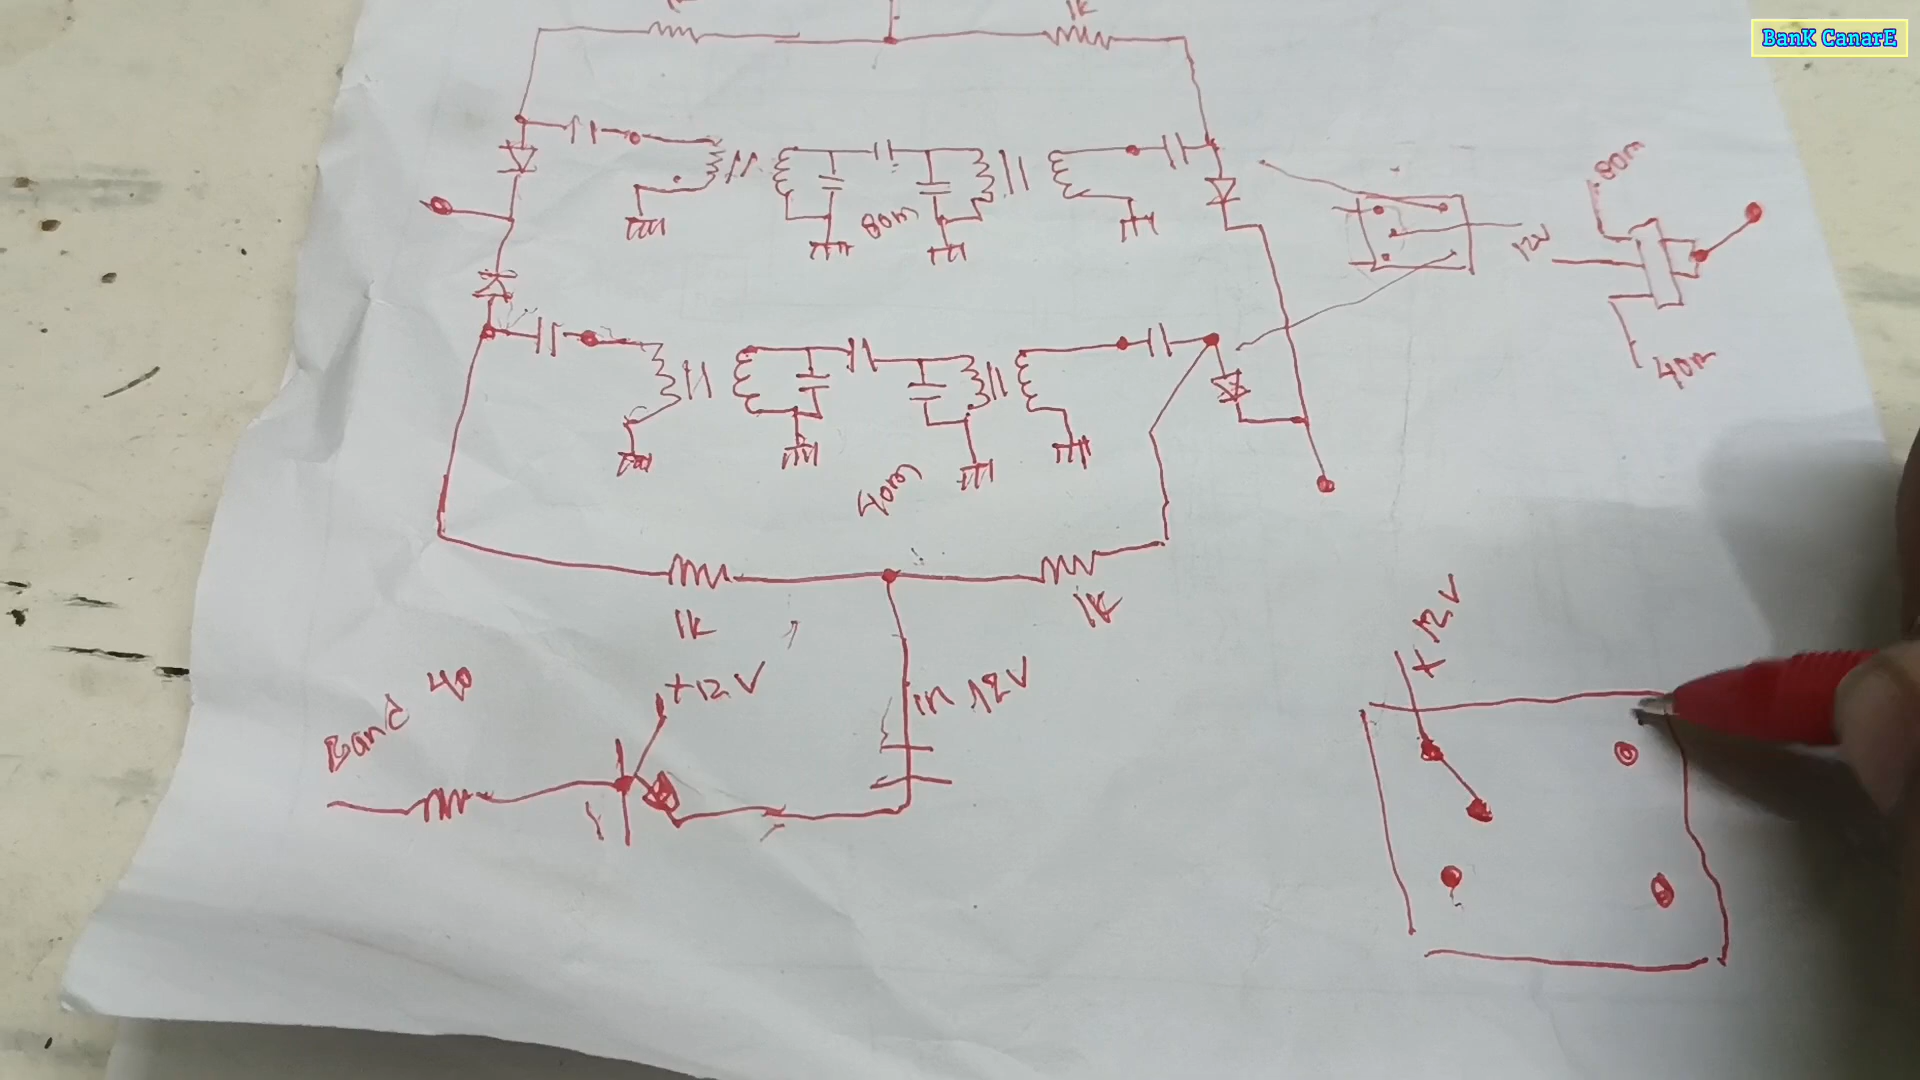 BanK CanarE
1K
80m
80m
12V
40m
40m
1K
1K
+12V
Band 40
+12V
in 12V